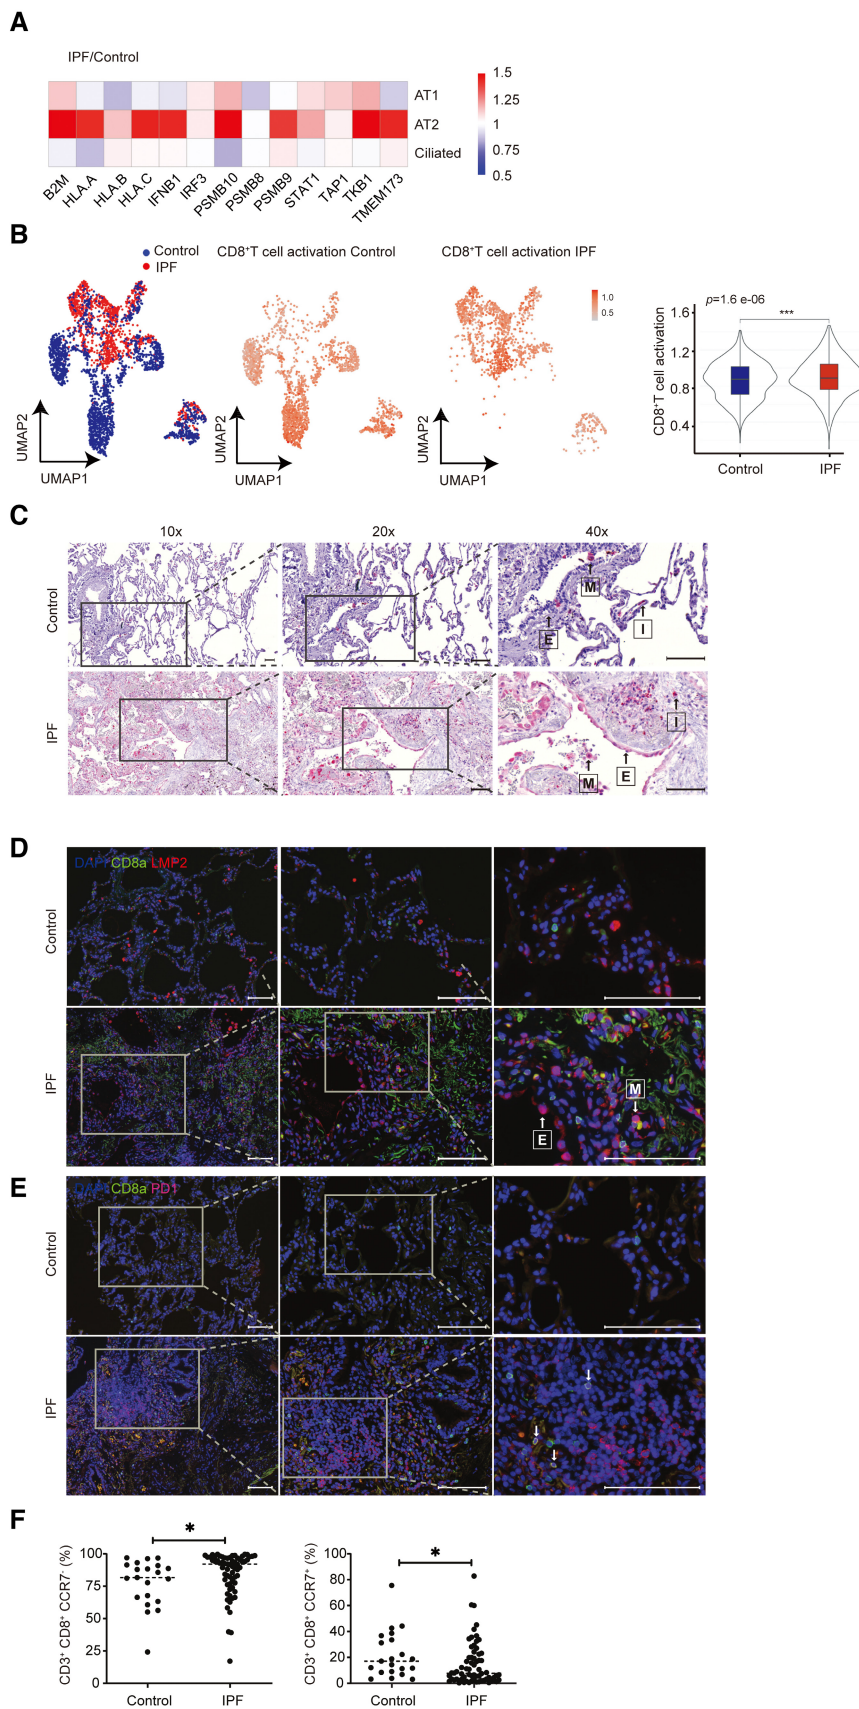 A
IPF/Control
1.5
1.25
1
0.75
0.5
AT1
AT2
Ciliated
B2M
HLA.A
HLA.B
HLA.C
IFNB1
IRF3
PSMB10
PSMB8
PSMB9
STAT1
TAP1
TKB1
TMEM173
B
Control
IPF
CD8⁺T cell activation Control
CD8⁺T cell activation IPF
1.0
0.5
UMAP2
UMAP1
UMAP2
UMAP1
UMAP2
UMAP1
p=1.6 e-06
***
CD8⁺T cell activation
1.6
1.2
0.8
0.4
Control
IPF
C
10x
20x
40x
Control
M
E
I
IPF
I
M
E
D
DAPI CD8a LMP2
Control
IPF
M
E
E
DAPI CD8a PD1
Control
IPF
F
CD3⁺ CD8⁺ CCR7⁻ (%)
100
75
50
25
0
*
Control
IPF
CD3⁺ CD8⁺ CCR7⁺ (%)
100
80
60
40
20
0
*
Control
IPF